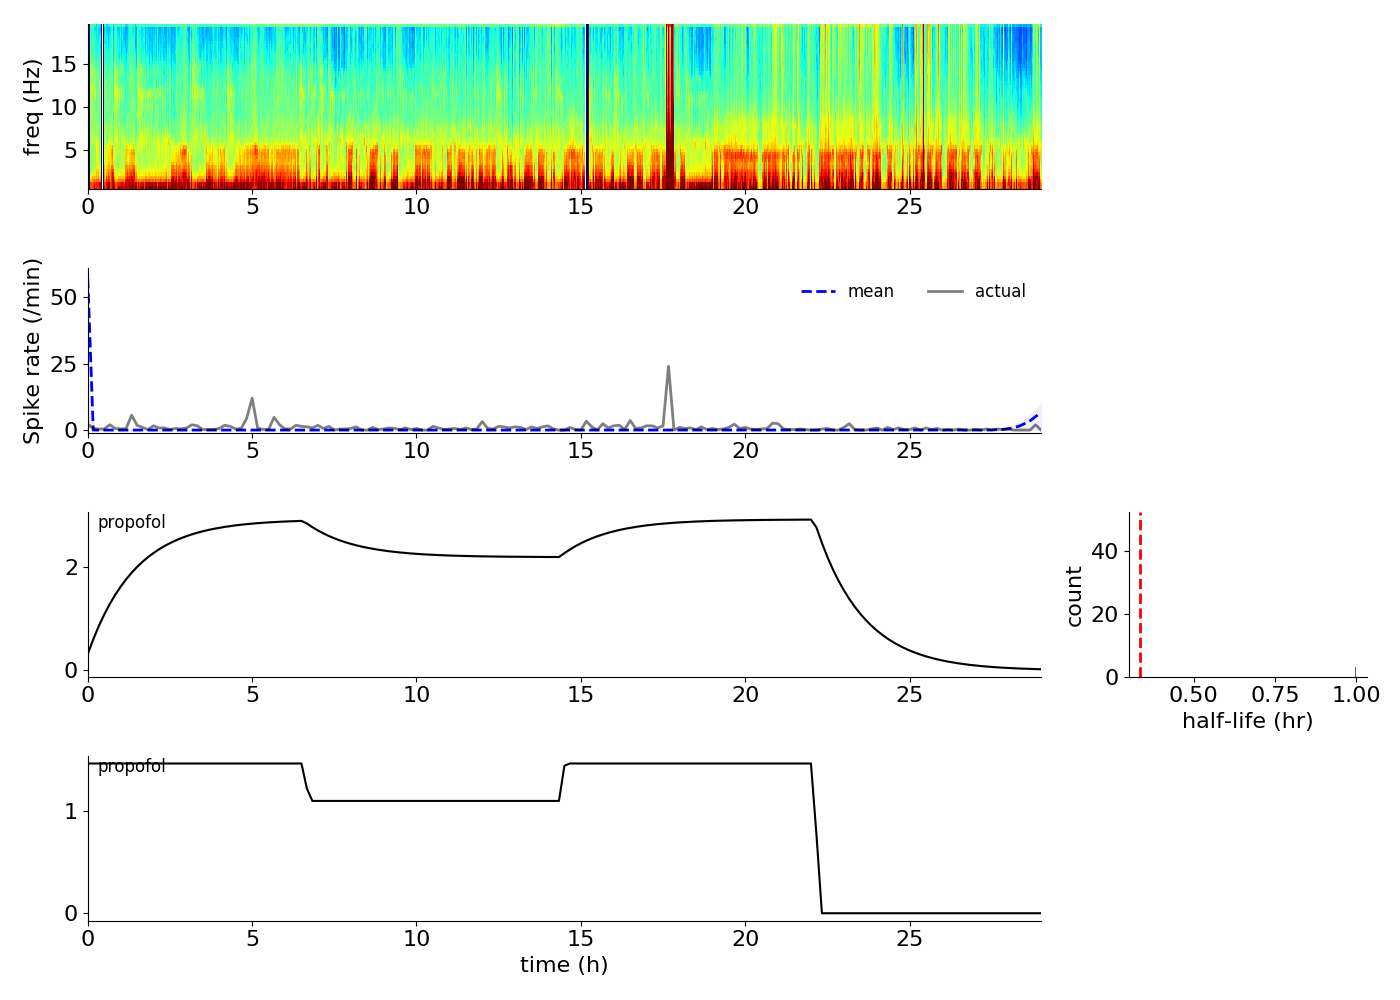 freq (Hz)
15
10
5
0 5 10 15 20 25
Spike rate (/min)
50
25
0
mean actual
0 5 10 15 20 25
propofol
2
0
0 5 10 15 20 25
count
40
20
0
0.50 0.75 1.00
half-life (hr)
propofol
1
0
0 5 10 15 20 25
time (h)